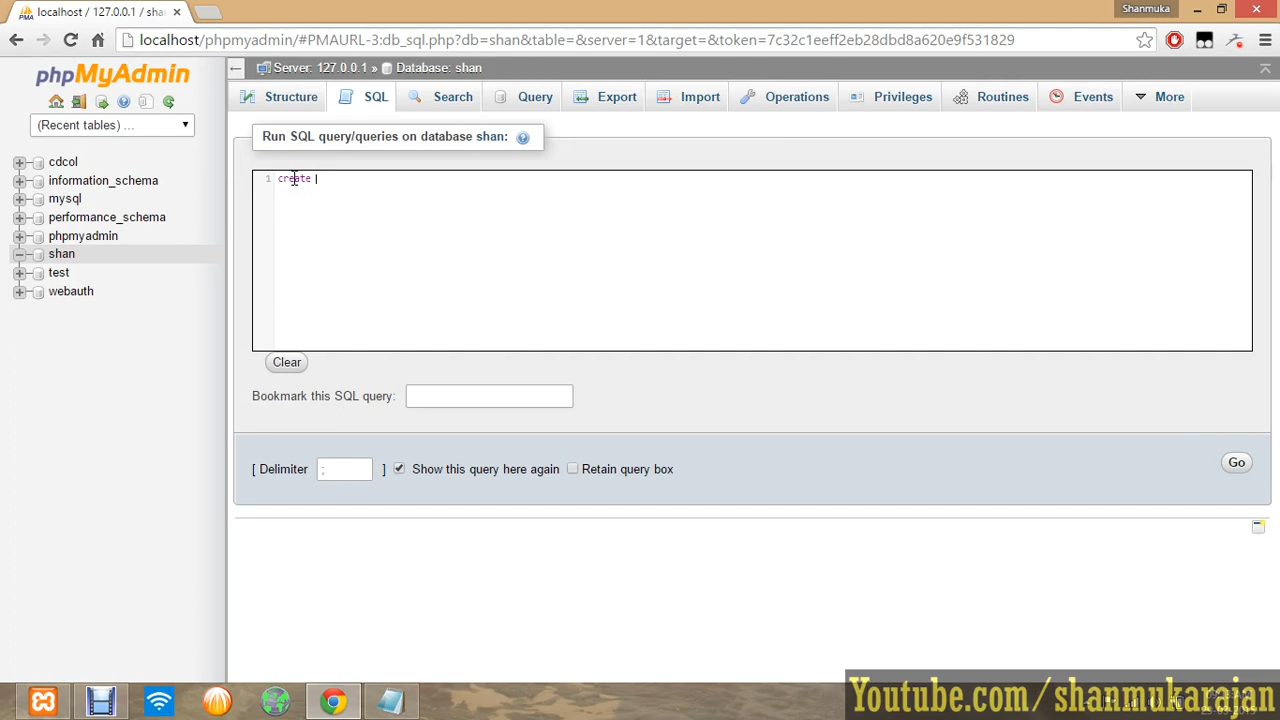 localhost / 127.0.0.1 / sha
Shanmuka
localhost/phpmyadmin/#PMAURL-3:db_sql.php?db=shan&table=&server=1&target=&token=7c32c1eeff2eb28dbd8a620e9f531829
phpMyAdmin
(Recent tables) ...
cdcol
information_schema
mysql
performance_schema
phpmyadmin
shan
test
webauth
Server: 127.0.0.1 » Database: shan
Structure SQL Search Query Export Import Operations Privileges Routines Events More
Run SQL query/queries on database shan:
1 create
Clear
Bookmark this SQL query:
[ Delimiter ; ] Show this query here again Retain query box
Go
Youtube.com/shanmukarajan